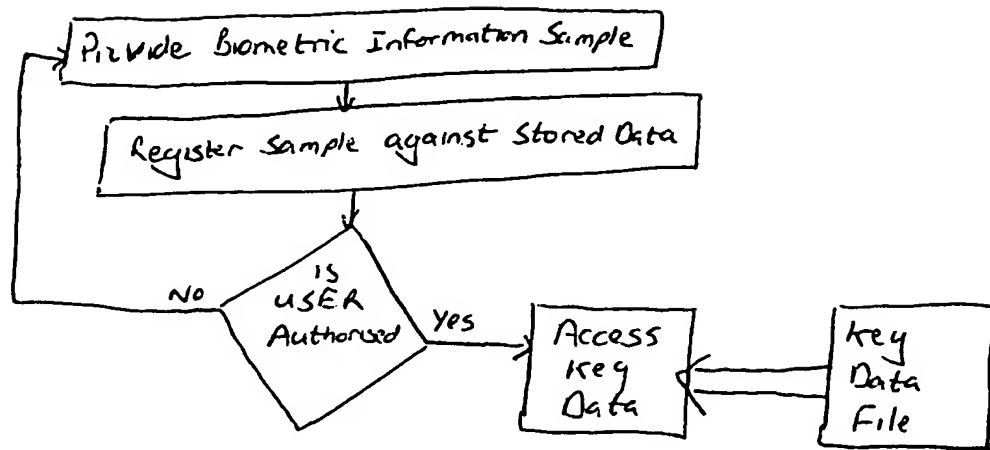 Provide Biometric Information Sample
Register Sample against Stored Data
is
USER
Authorised
No
Yes
Access
Key
Data
Key
Data
File